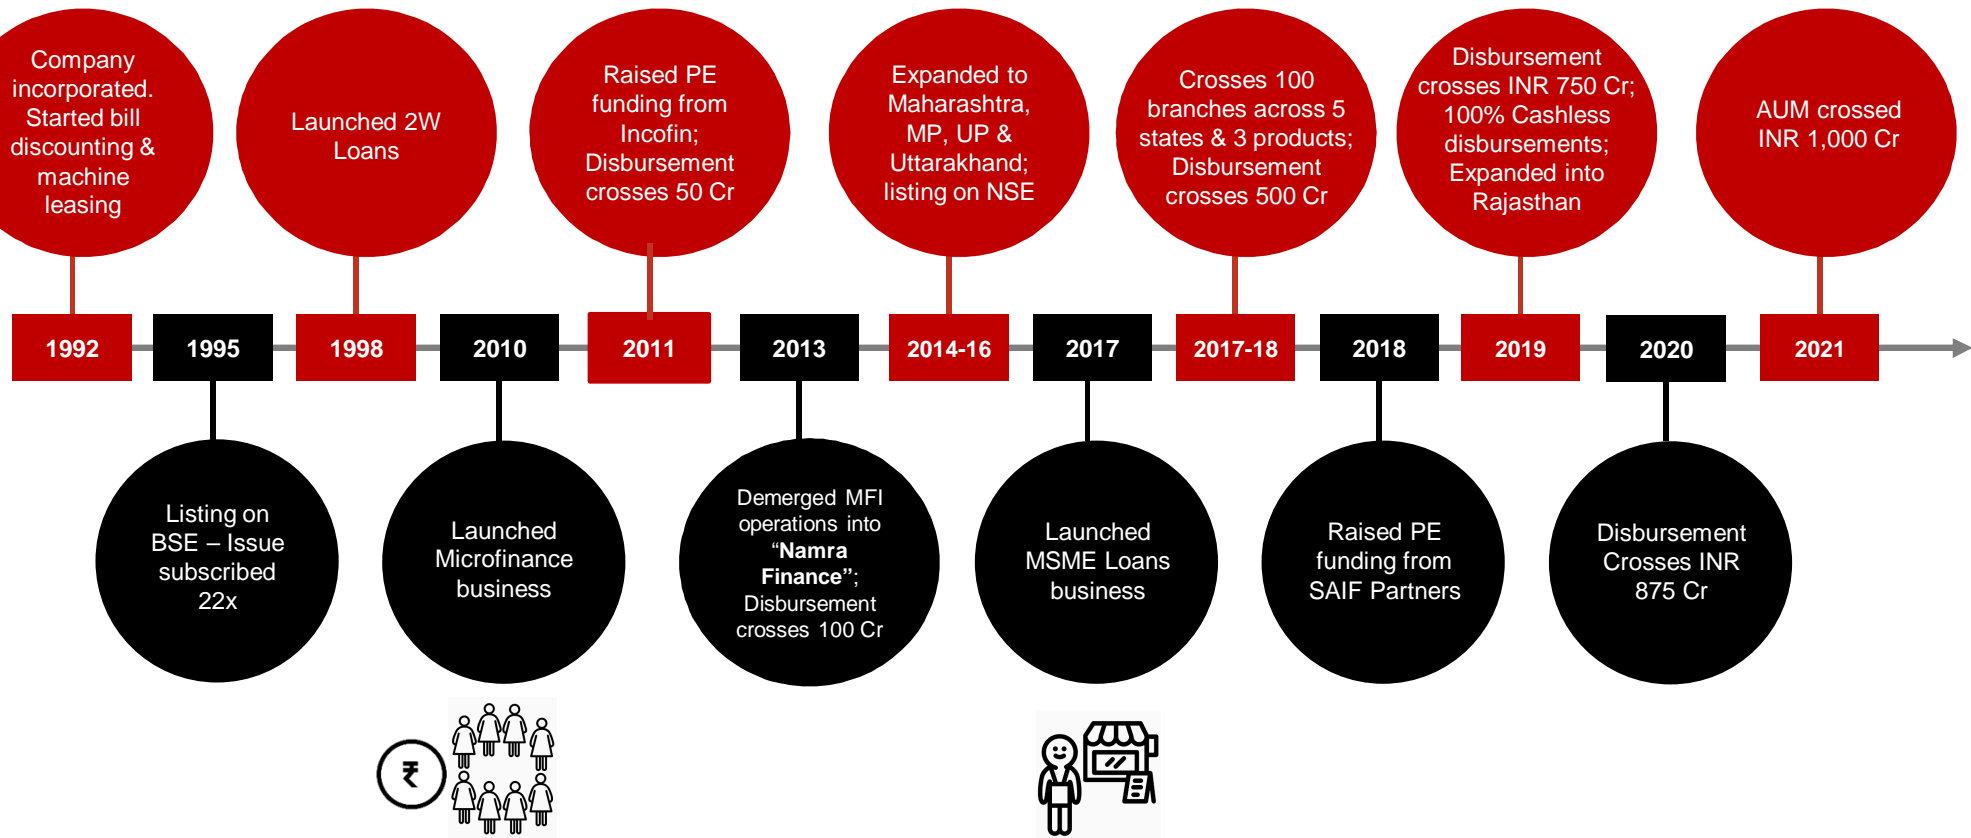 Company
incorporated.
Started bill
discounting &
machine
leasing
Launched 2W
Loans
Raised PE
funding from
Incofin;
Disbursement
crosses 50 Cr
Expanded to
Maharashtra,
MP, UP &
Uttarakhand;
listing on NSE
Crosses 100
branches across 5
states & 3 products;
Disbursement
crosses 500 Cr
Disbursement
crosses INR 750 Cr;
100% Cashless
disbursements;
Expanded into
Rajasthan
AUM crossed
INR 1,000 Cr
1992
1995
1998
2010
2011
2013
2014-16
2017
2017-18
2018
2019
2020
2021
Listing on
BSE – Issue
subscribed
22x
Launched
Microfinance
business
Demerged MFI
operations into
“Namra
Finance”;
Disbursement
crosses 100 Cr
Launched
MSME Loans
business
Raised PE
funding from
SAIF Partners
Disbursement
Crosses INR
875 Cr
₹